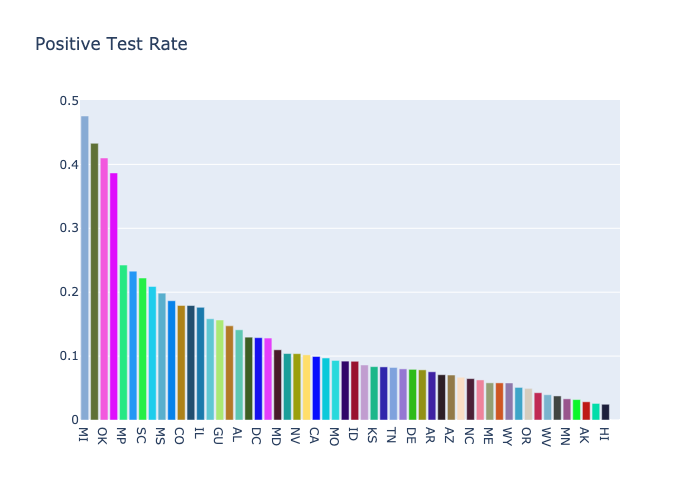 Positive Test Rate
0.5
0.4
0.3
0.2
0.1
0
MI
OK
MP
SC
MS
CO
IL
GU
AL
DC
MD
NV
CA
MO
ID
KS
TN
DE
AR
AZ
NC
ME
WY
OR
WV
MN
AK
HI